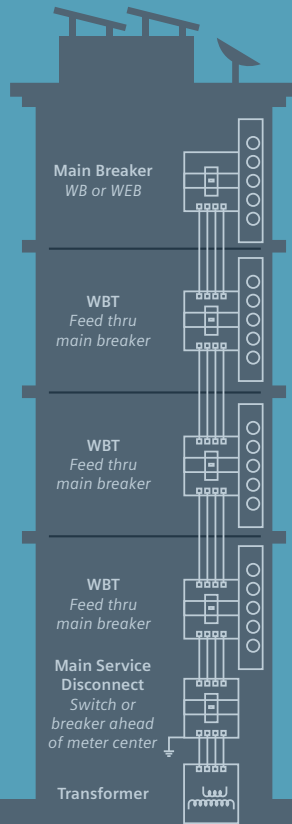 Main Breaker
WB or WEB
WBT
Feed thru
main breaker
WBT
Feed thru
main breaker
WBT
Feed thru
main breaker
Main Service
Disconnect
Switch or
breaker ahead
of meter center
Transformer